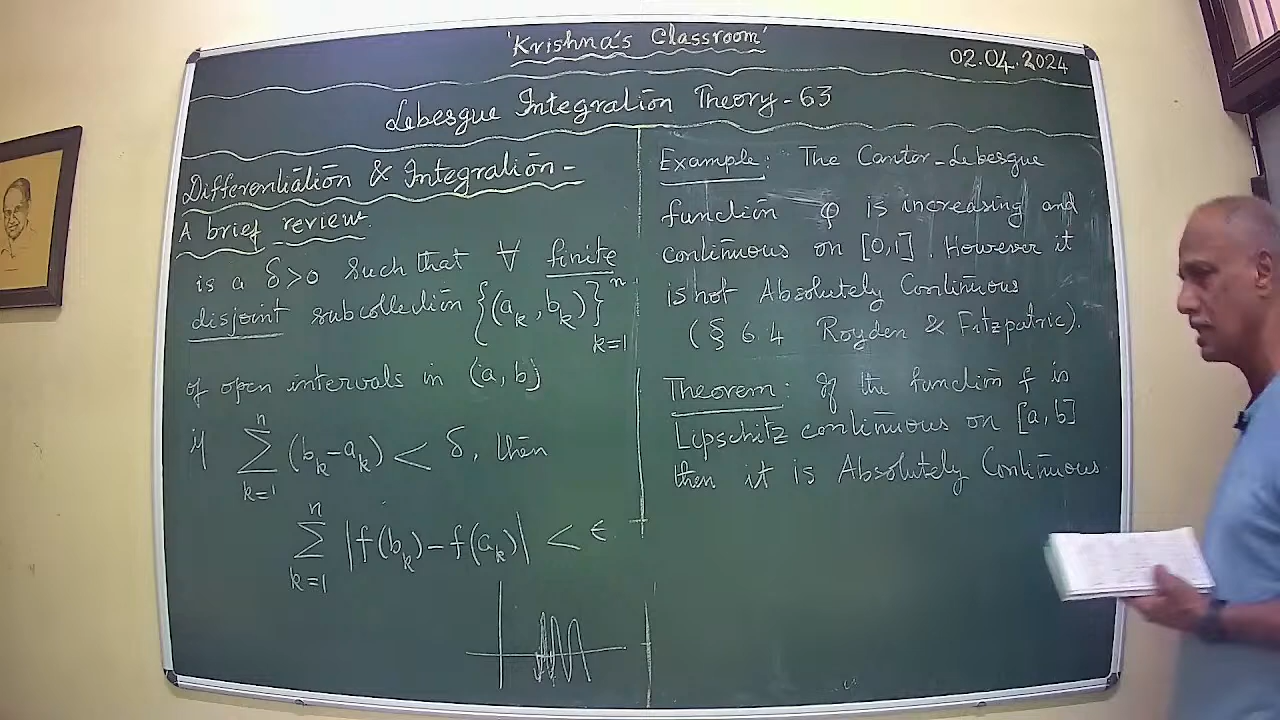 'Krishna's Classroom'
02.04.2024
Lebesgue Integration Theory - 63
Differentiation & Integration -
A brief review
is a δ>0 such that ∀ finite
disjoint subcollection {(a_k, b_k)}^n_{k=1}
of open intervals in (a, b)
if ∑_{k=1}^{n} (b_k - a_k) < δ, then
∑_{k=1}^{n} |f(b_k) - f(a_k)| < ϵ
Example: The Cantor-Lebesgue
function φ is increasing and
continuous on [0,1]. However it
is not Absolutely Continuous
(§ 6.4 Royden & Fitzpatric).
Theorem: If the function f is
Lipschitz continuous on [a, b]
then it is Absolutely Continuous